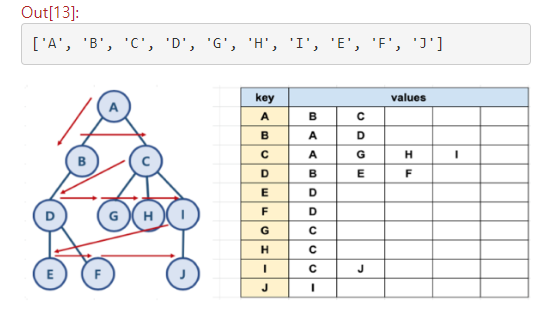 Out[13]:
['A', 'B', 'C', 'D', 'G', 'H', 'I', 'E', 'F', 'J']
A
B C
D G H I
E F J
key values
A B C
B A D
C A G H I
D B E F
E D
F D
G C
H C
I C J
J I